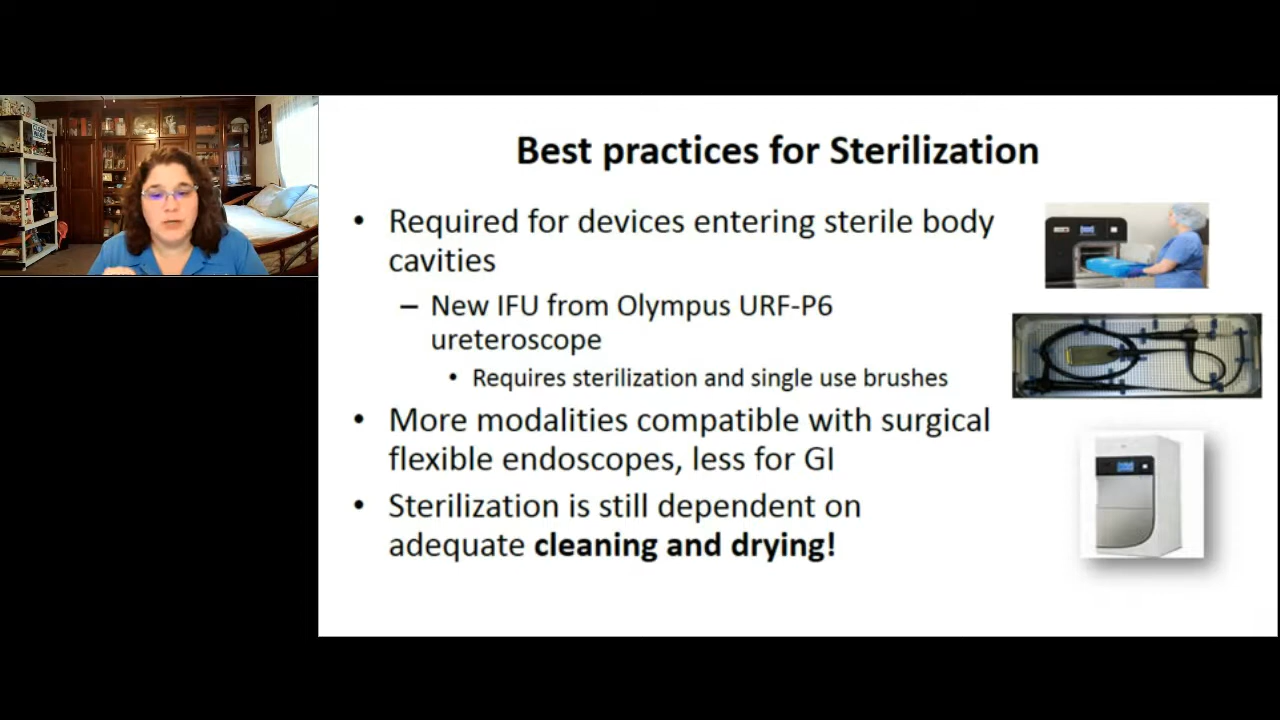 Best practices for Sterilization
• Required for devices entering sterile body
cavities
– New IFU from Olympus URF-P6
ureteroscope
• Requires sterilization and single use brushes
• More modalities compatible with surgical
flexible endoscopes, less for GI
• Sterilization is still dependent on
adequate cleaning and drying!